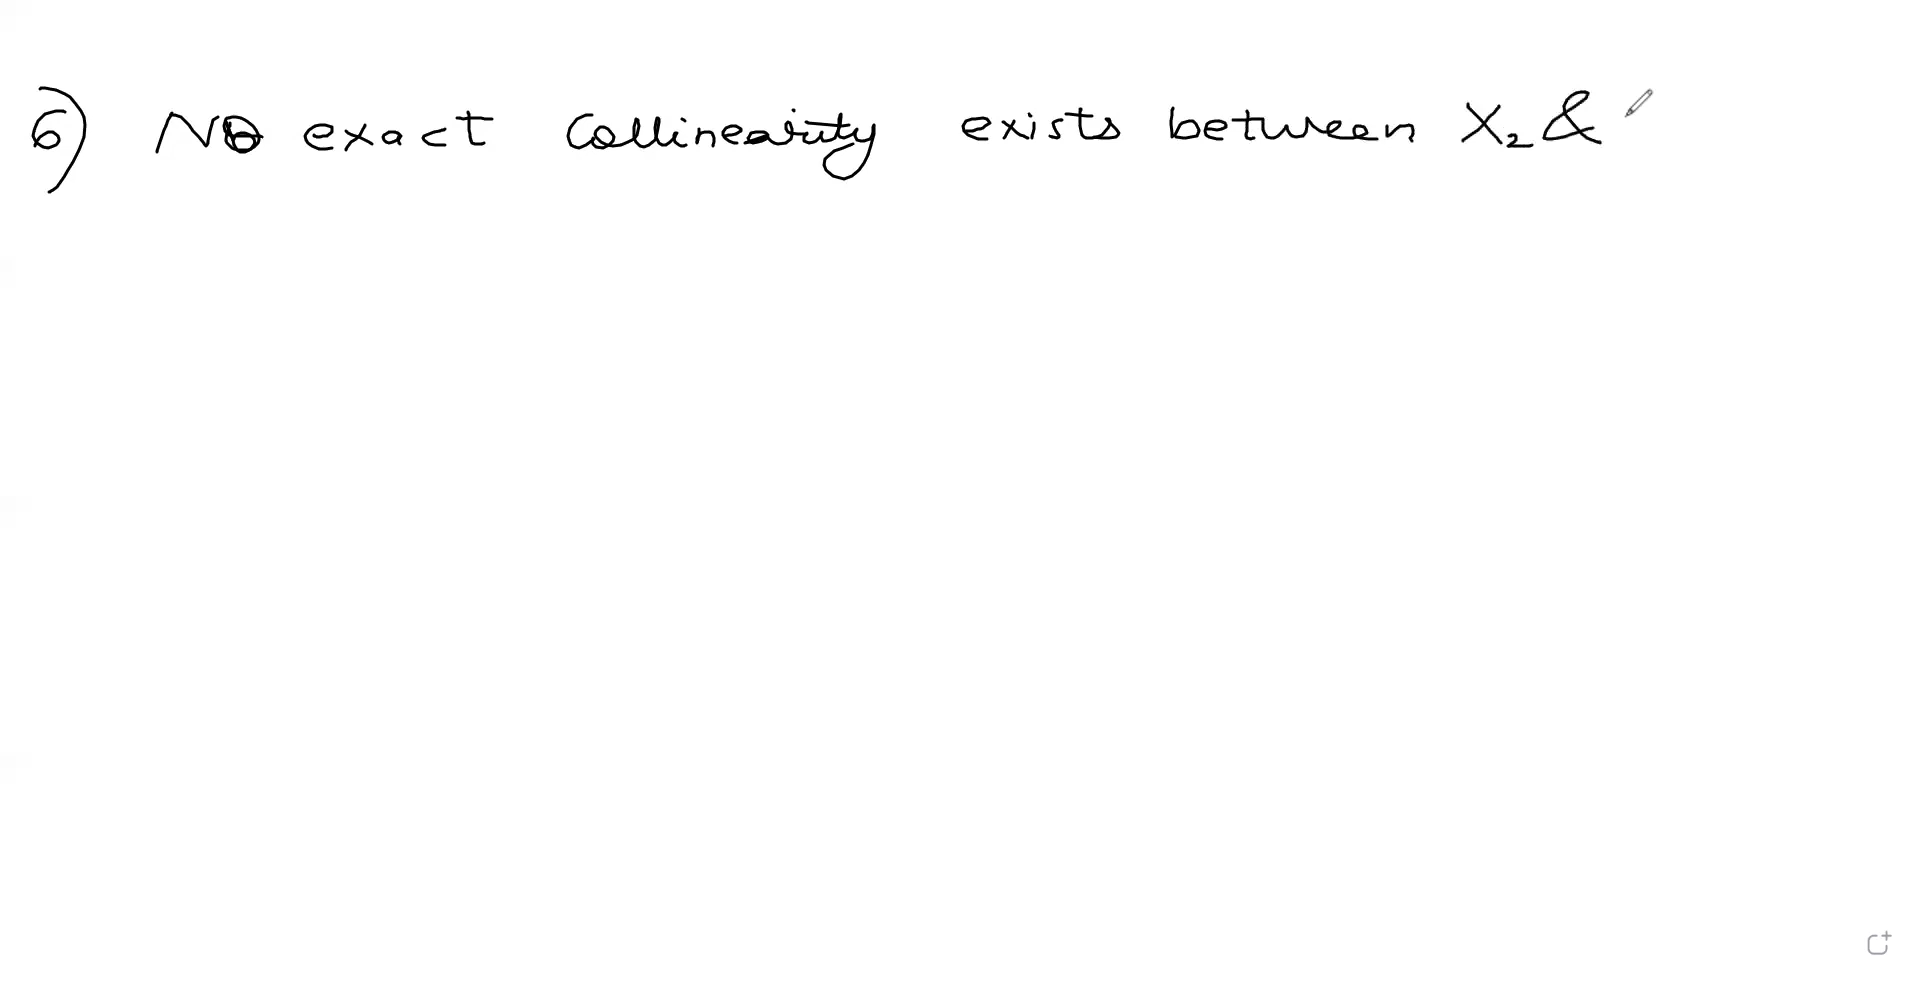 6) No exact Collinearity exists between X₂ &